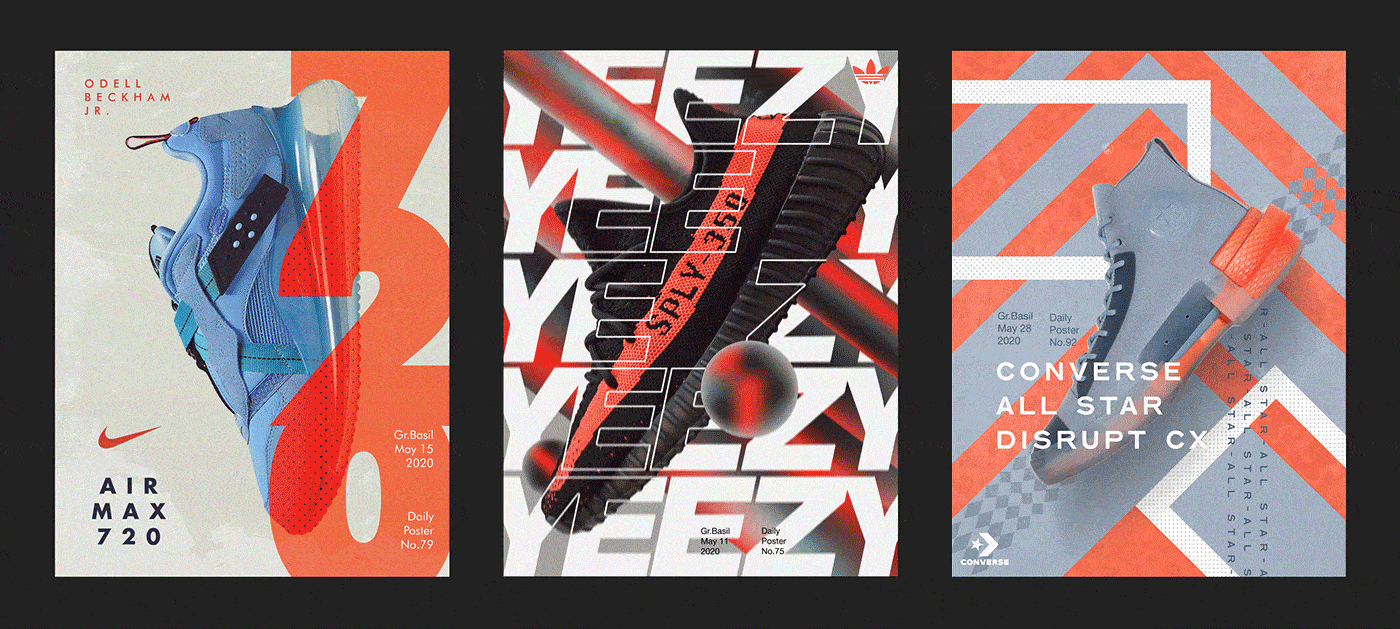 ODELL
BECKHAM
JR.
720
AIR
MAX
720
Gr.Basil
May 15
2020
Daily
Poster
No.79
YEEZY
YEEZY
YEEZY
YEEZY
YEEZY
SPLY-350
Gr.Basil
May 11
2020
Daily
Poster
No.75
Gr.Basil
May 28
2020
Daily
Poster
No.92
CONVERSE
ALL STAR
DISRUPT CX
ALL STAR-ALL STAR-
STAR-ALL STAR-ALL S
R-ALL STAR-ALL STAR-A
CONVERSE